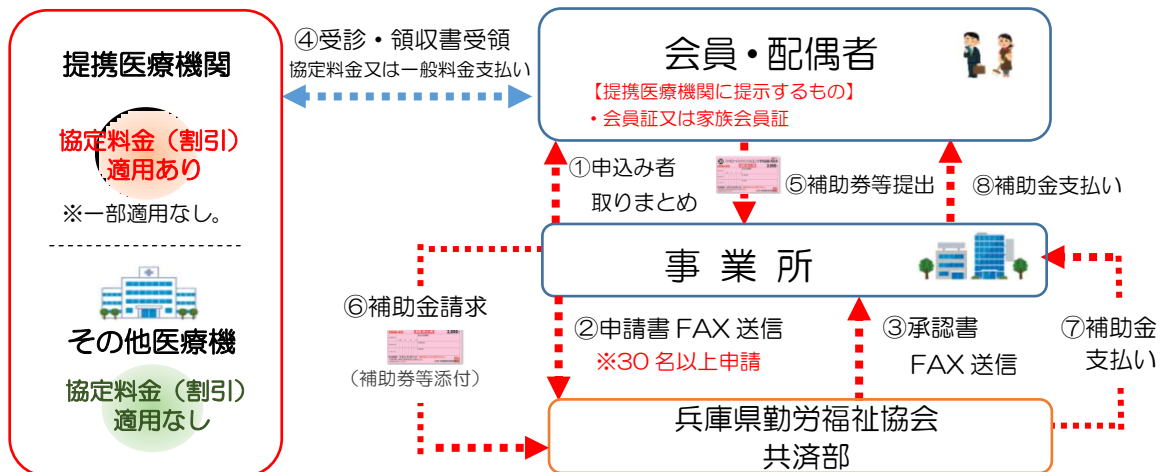 提携医療機関
協定料金（割引）
適用あり
※一部適用なし。
その他医療機
協定料金（割引）
適用なし
④受診・領収書受領
協定料金又は一般料金支払い
会員・配偶者
【提携医療機関に提示するもの】
・会員証又は家族会員証
①申込み者
取りまとめ
⑤補助券等提出
⑧補助金支払い
事業所
⑥補助金請求
（補助券等添付）
②申請書 FAX 送信
※30 名以上申請
③承認書
FAX 送信
⑦補助金
支払い
兵庫県勤労福祉協会
共済部